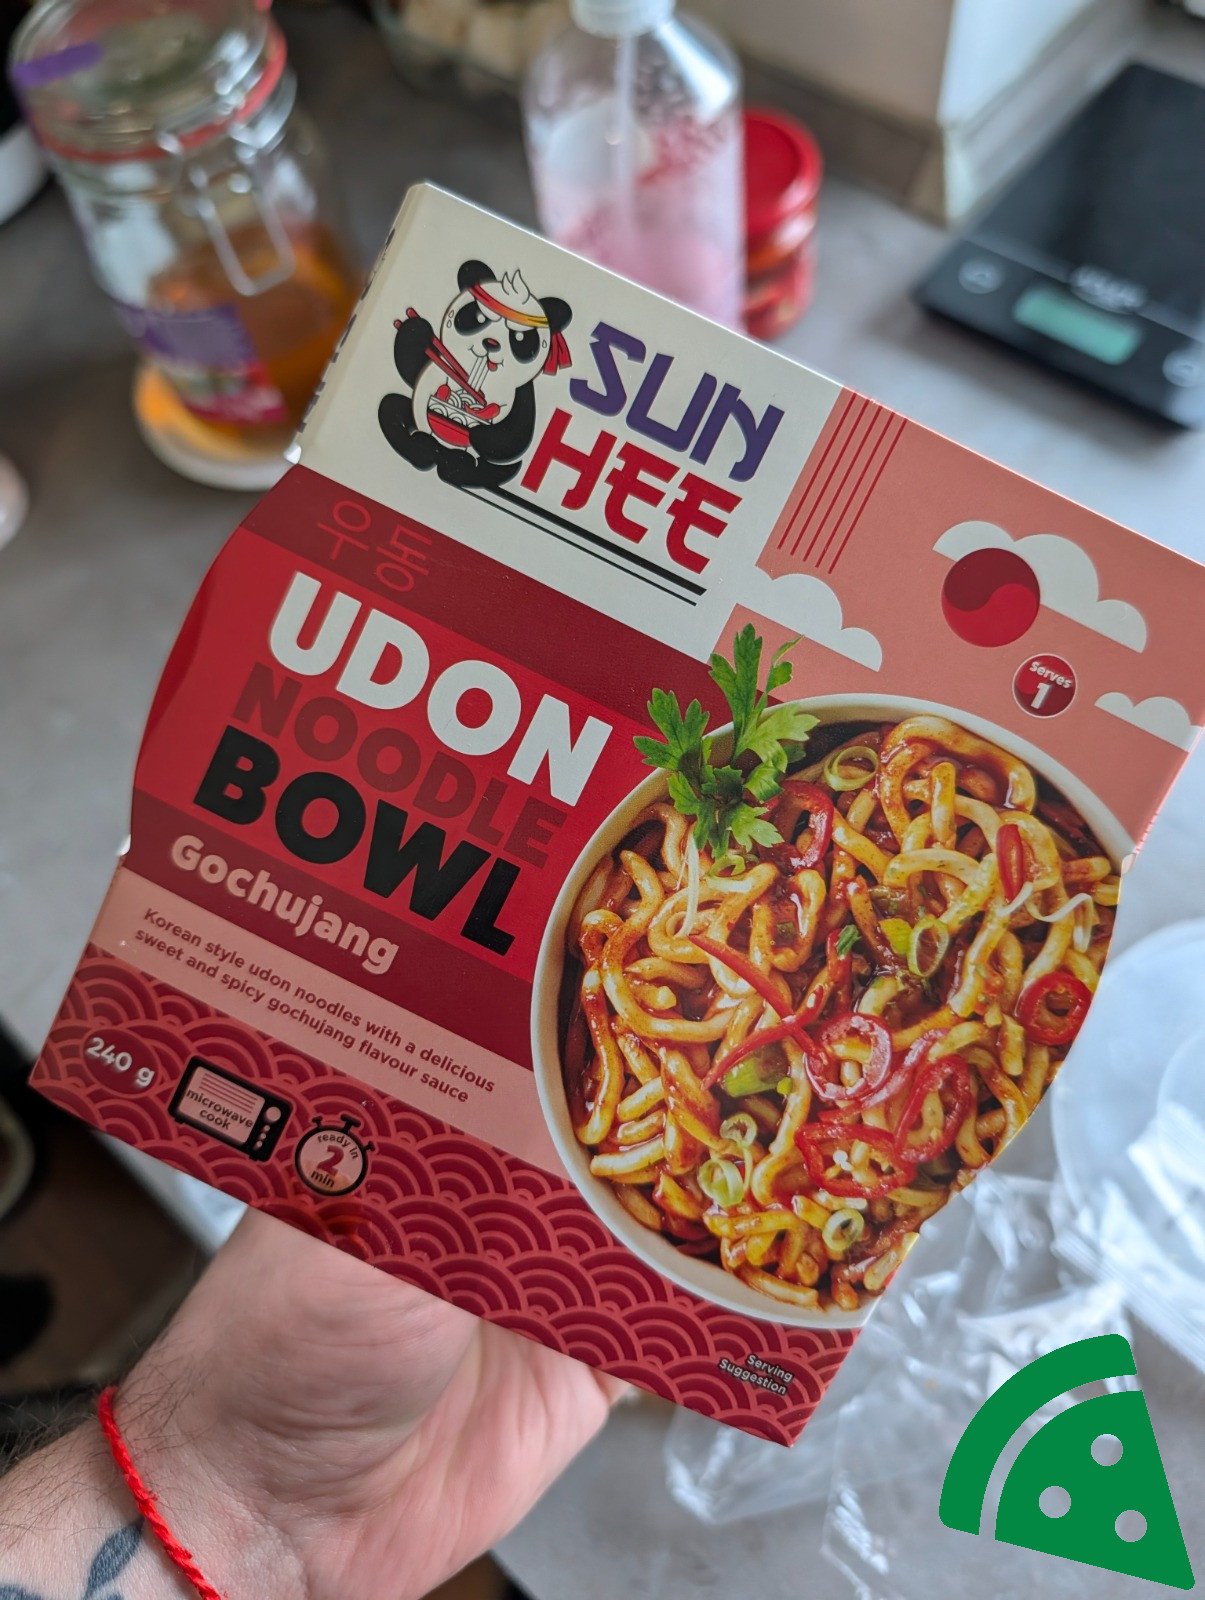 SUN
HEE
우동
UDON
NOODLE
BOWL
Gochujang
Korean style udon noodles with a delicious
sweet and spicy gochujang flavour sauce
240 g
microwave
cook
ready in
2
min
Serves
1
Serving
Suggestion